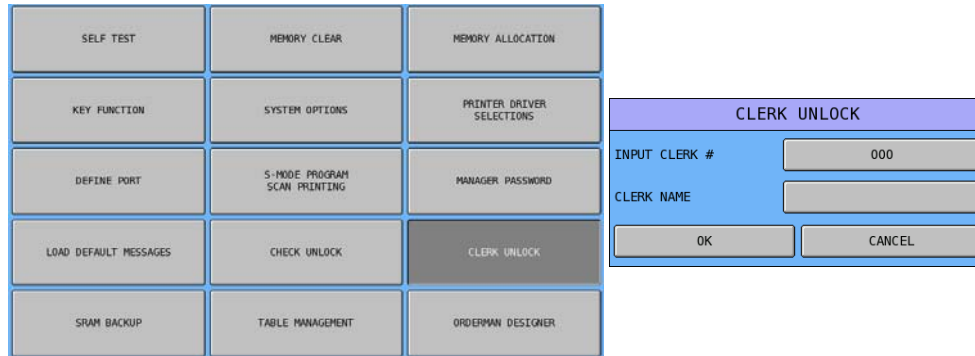 SELF TEST
MEMORY CLEAR
MEMORY ALLOCATION
KEY FUNCTION
SYSTEM OPTIONS
PRINTER DRIVER
SELECTIONS
DEFINE PORT
S-MODE PROGRAM
SCAN PRINTING
MANAGER PASSWORD
LOAD DEFAULT MESSAGES
CHECK UNLOCK
CLERK UNLOCK
SRAM BACKUP
TABLE MANAGEMENT
ORDERMAN DESIGNER
CLERK UNLOCK
INPUT CLERK #
000
CLERK NAME
OK
CANCEL